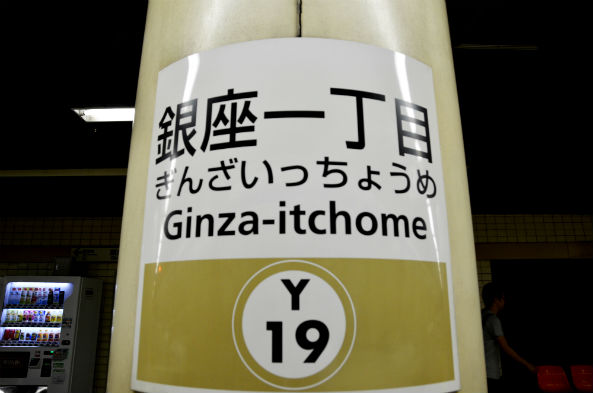 銀座一丁目
ぎんざいっちょうめ
Ginza-itchome
Y
19